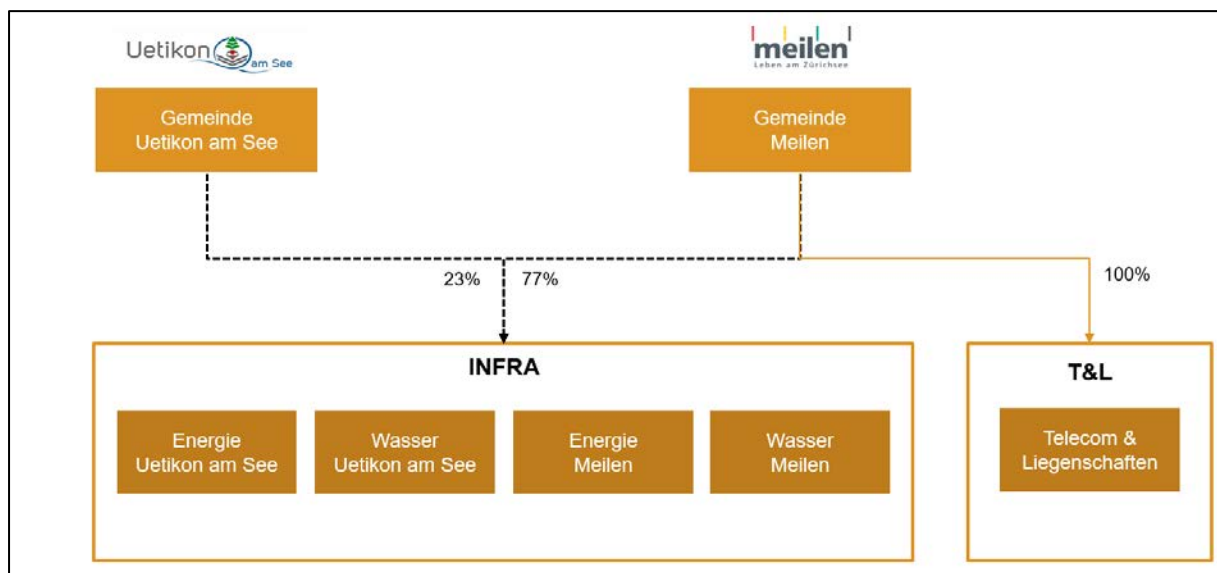 Uetikon
am See
meilen
Leben am Zürichsee
Gemeinde
Uetikon am See
Gemeinde
Meilen
23%
77%
100%
INFRA
T&L
Energie
Uetikon am See
Wasser
Uetikon am See
Energie
Meilen
Wasser
Meilen
Telecom &
Liegenschaften